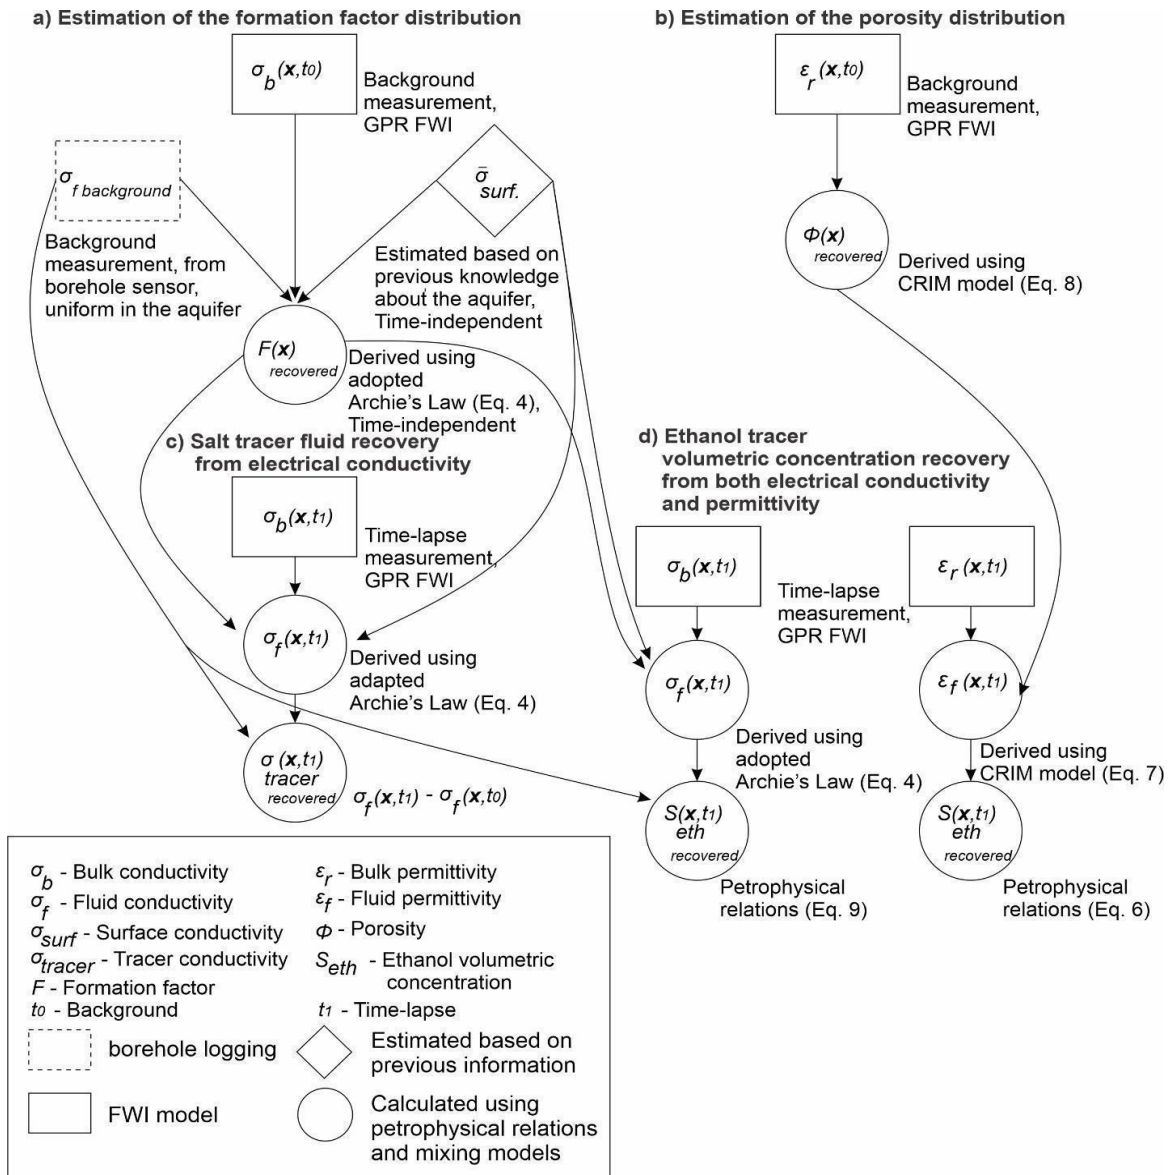 a) Estimation of the formation factor distribution
σb(x,t0)
Background
measurement,
GPR FWI
σf background
Background
measurement, from
borehole sensor,
uniform in the aquifer
σ̄surf.
Estimated based on
previous knowledge
about the aquifer,
Time-independent
F(x)
recovered
Derived using
adopted
Archie's Law (Eq. 4),
Time-independent
b) Estimation of the porosity distribution
εr(x,t0)
Background
measurement,
GPR FWI
Φ(x)
recovered
Derived using
CRIM model (Eq. 8)
c) Salt tracer fluid recovery
from electrical conductivity
σb(x,t1)
Time-lapse
measurement,
GPR FWI
σf(x,t1)
Derived using
adapted
Archie's Law (Eq. 4)
σ(x,t1)
tracer
recovered
σf(x,t1) - σf(x,t0)
d) Ethanol tracer
volumetric concentration recovery
from both electrical conductivity
and permittivity
σb(x,t1)
Time-lapse
measurement,
GPR FWI
εr(x,t1)
σf(x,t1)
Derived using
adopted
Archie's Law (Eq. 4)
εf(x,t1)
Derived using
CRIM model (Eq. 7)
S(x,t1)
eth
recovered
Petrophysical
relations (Eq. 9)
S(x,t1)
eth
recovered
Petrophysical
relations (Eq. 6)
σb - Bulk conductivity
σf - Fluid conductivity
σsurf - Surface conductivity
σtracer - Tracer conductivity
F - Formation factor
t0 - Background
εr - Bulk permittivity
εf - Fluid permittivity
Φ - Porosity
Seth - Ethanol volumetric
concentration
t1 - Time-lapse
borehole logging
Estimated based on
previous information
FWI model
Calculated using
petrophysical relations
and mixing models